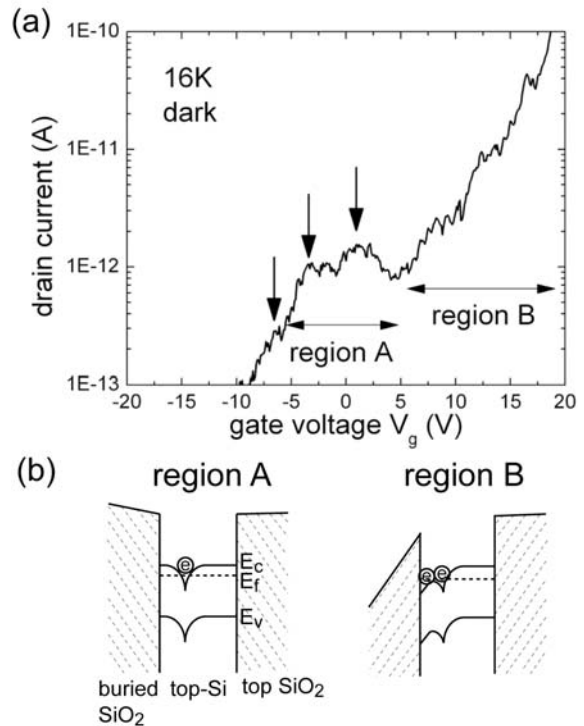 (a)
1E-10
1E-11
1E-12
1E-13
drain current (A)
16K
dark
region A
region B
-20 -15 -10 -5 0 5 10 15 20
gate voltage V_g (V)
(b)
region A
region B
e
E_c
E_f
E_v
e e
buried SiO₂
top-Si
top SiO₂